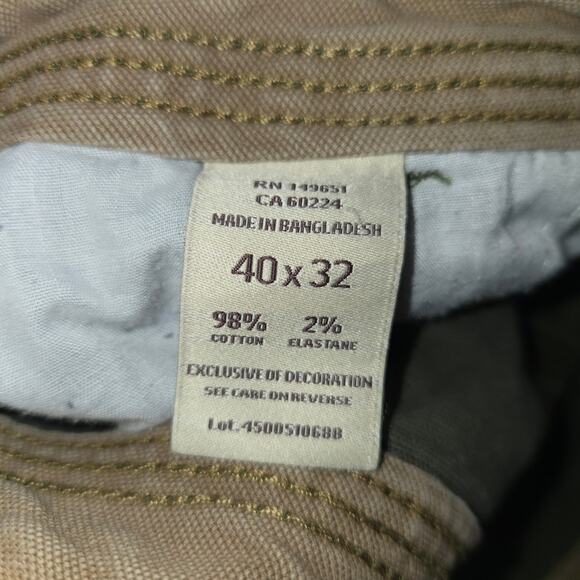 RN 149651
CA 60224
MADE IN BANGLADESH
40 x 32
98% 2%
COTTON ELASTANE
EXCLUSIVE OF DECORATION
SEE CARE ON REVERSE
Lot.4500510688